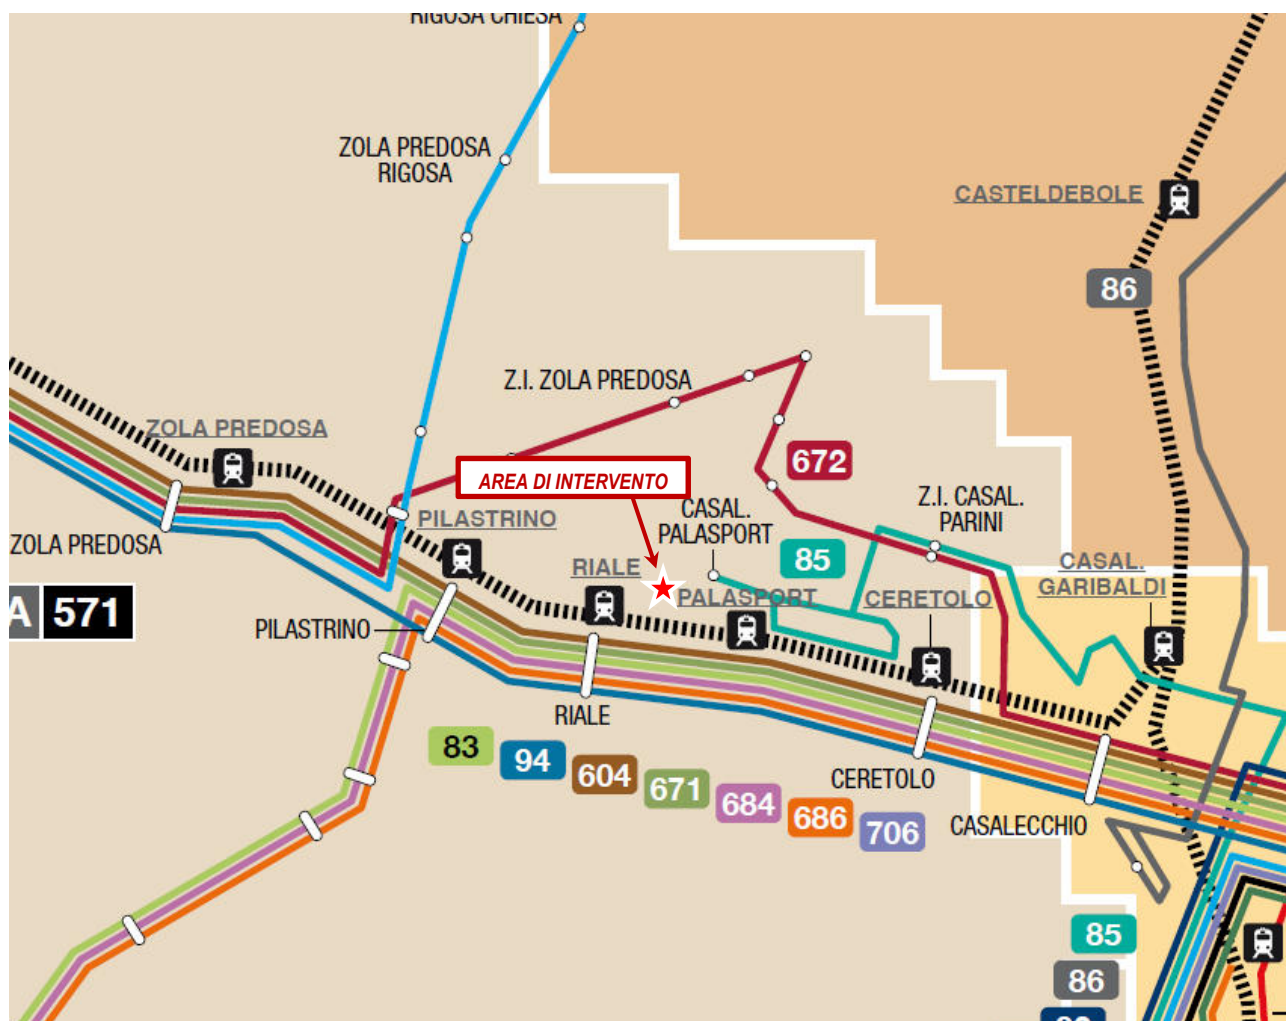 RIGOSA CHIESA
ZOLA PREDOSA
RIGOSA
CASTELDEBOLE
86
Z.I. ZOLA PREDOSA
ZOLA PREDOSA
672
AREA DI INTERVENTO
CASAL.
PALASPORT
Z.I. CASAL.
PARINI
PILASTRINO
ZOLA PREDOSA
85
RIALE
CASAL.
GARIBALDI
PALASPORT
CERETOLO
A 571
PILASTRINO
RIALE
83
94
604
671
684
686
706
CERETOLO
CASALECCHIO
85
86